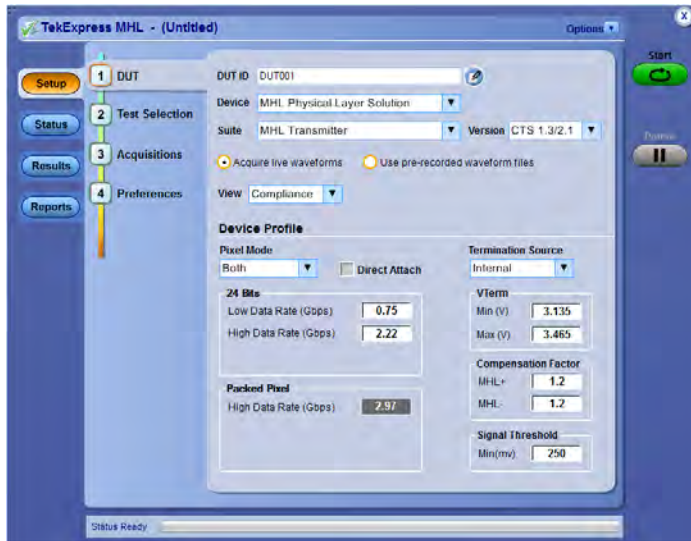 TekExpress MHL - (Untitled)
Options
X
Start
Setup
Status
Results
Reports
1 DUT
2 Test Selection
3 Acquisitions
4 Preferences
DUT ID DUT001
Device MHL Physical Layer Solution
Suite MHL Transmitter Version CTS 1.3/2.1
Acquire live waveforms Use pre-recorded waveform files
View Compliance
Device Profile
Pixel Mode
Both
Direct Attach
24 Bits
Low Data Rate (Gbps) 0.75
High Data Rate (Gbps) 2.22
Packed Pixel
High Data Rate (Gbps) 2.97
Termination Source
Internal
VTerm
Min (V) 3.135
Max (V) 3.465
Compensation Factor
MHL+ 1.2
MHL- 1.2
Signal Threshold
Min(mv) 250
Pause
Status Ready